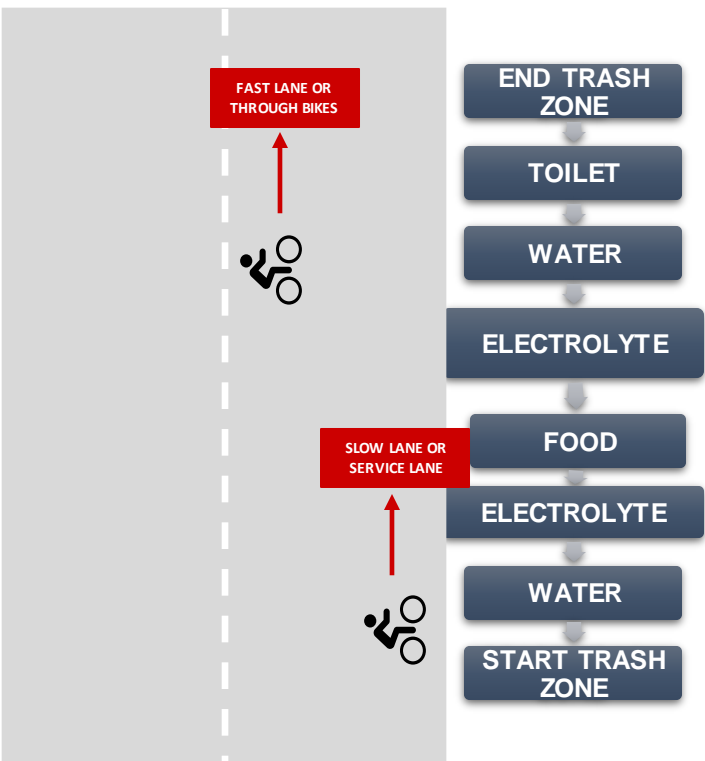 FAST LANE OR
THROUGH BIKES
SLOW LANE OR
SERVICE LANE
END TRASH
ZONE
TOILET
WATER
ELECTROLYTE
FOOD
ELECTROLYTE
WATER
START TRASH
ZONE